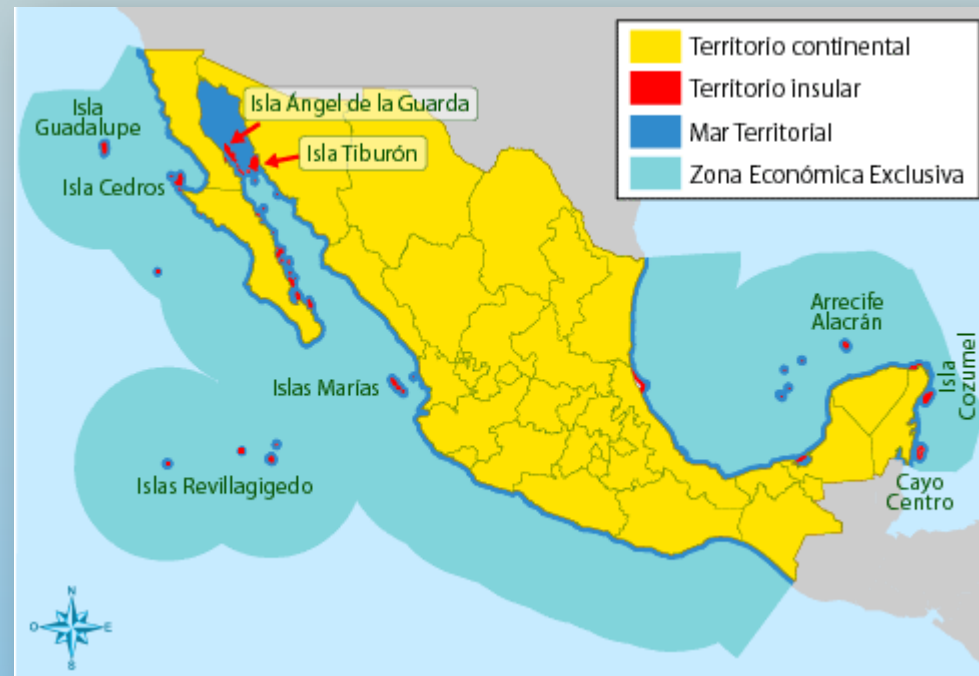 Territorio continental
Territorio insular
Mar Territorial
Zona Económica Exclusiva
Isla
Guadalupe
Isla Ángel de la Guarda
Isla Tiburón
Isla Cedros
Arrecife
Alacrán
Isla
Cozumel
Islas Marías
Islas Revillagigedo
Cayo
Centro
N
O
E
S